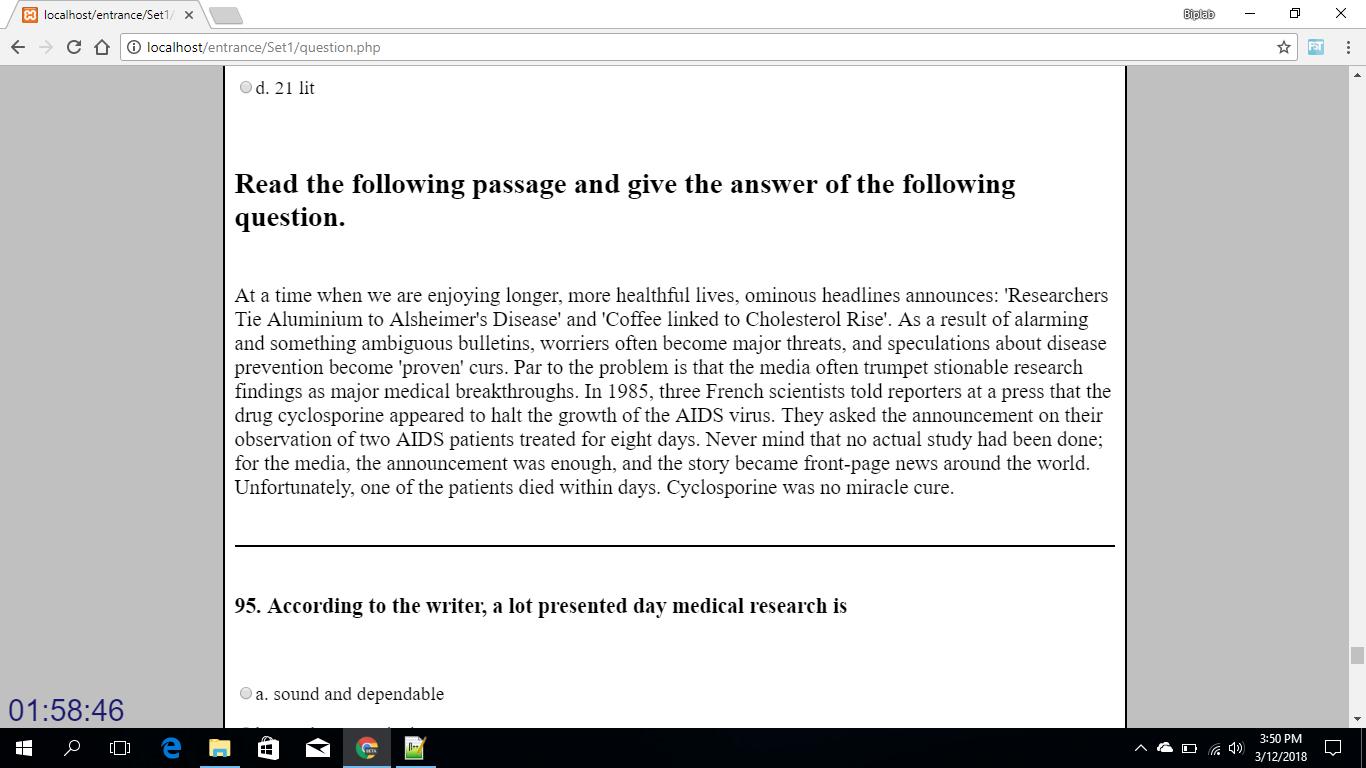 localhost/entrance/Set1/
Biplab
localhost/entrance/Set1/question.php
d. 21 lit
Read the following passage and give the answer of the following
question.
At a time when we are enjoying longer, more healthful lives, ominous headlines announces: 'Researchers
Tie Aluminium to Alsheimer's Disease' and 'Coffee linked to Cholesterol Rise'. As a result of alarming
and something ambiguous bulletins, worriers often become major threats, and speculations about disease
prevention become 'proven' curs. Par to the problem is that the media often trumpet stionable research
findings as major medical breakthroughs. In 1985, three French scientists told reporters at a press that the
drug cyclosporine appeared to halt the growth of the AIDS virus. They asked the announcement on their
observation of two AIDS patients treated for eight days. Never mind that no actual study had been done;
for the media, the announcement was enough, and the story became front-page news around the world.
Unfortunately, one of the patients died within days. Cyclosporine was no miracle cure.
95. According to the writer, a lot presented day medical research is
a. sound and dependable
01:58:46
3:50 PM
3/12/2018